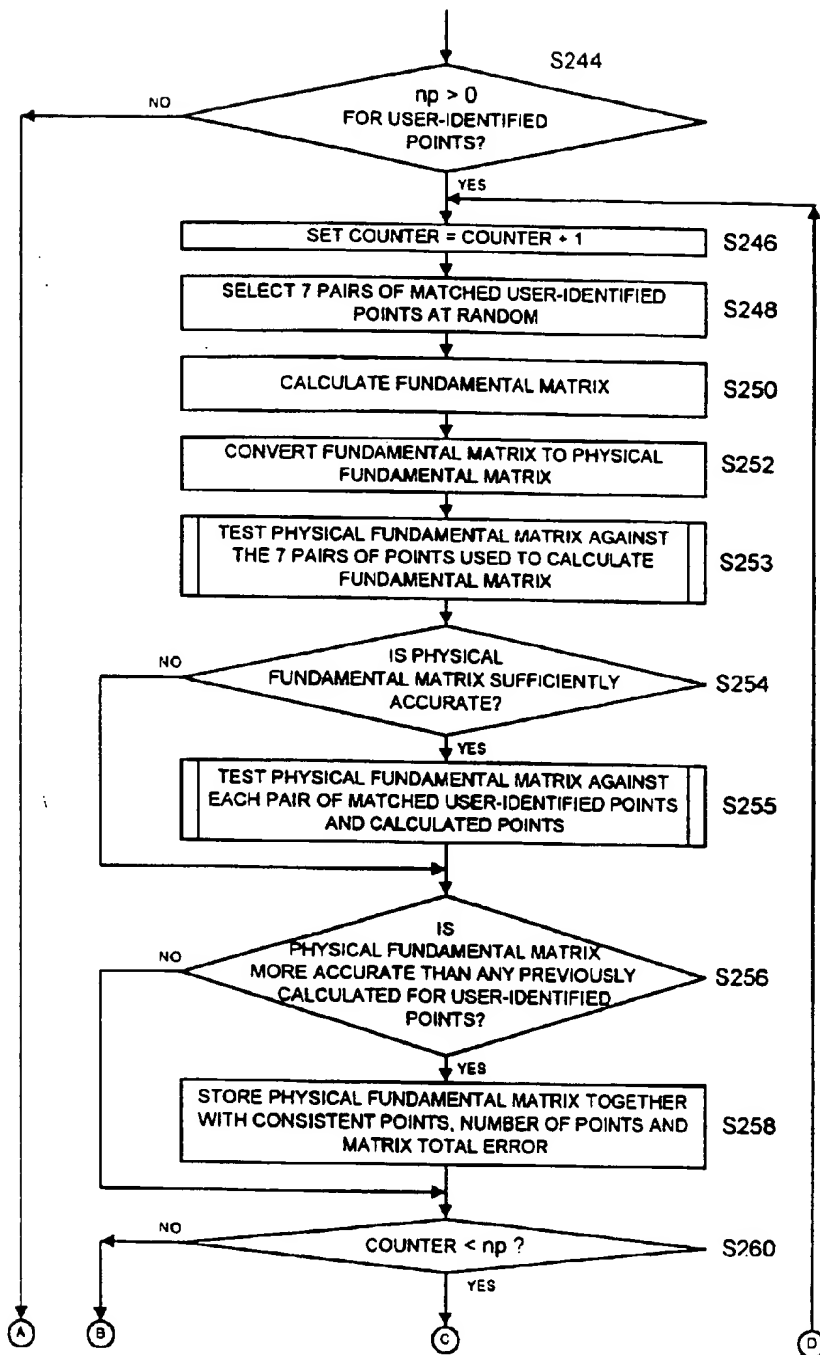 S244
np > 0
FOR USER-IDENTIFIED
POINTS?
NO
YES
SET COUNTER = COUNTER + 1
S246
SELECT 7 PAIRS OF MATCHED USER-IDENTIFIED
POINTS AT RANDOM
S248
CALCULATE FUNDAMENTAL MATRIX
S250
CONVERT FUNDAMENTAL MATRIX TO PHYSICAL
FUNDAMENTAL MATRIX
S252
TEST PHYSICAL FUNDAMENTAL MATRIX AGAINST
THE 7 PAIRS OF POINTS USED TO CALCULATE
FUNDAMENTAL MATRIX
S253
NO
IS PHYSICAL
FUNDAMENTAL MATRIX SUFFICIENTLY
ACCURATE?
S254
YES
TEST PHYSICAL FUNDAMENTAL MATRIX AGAINST
EACH PAIR OF MATCHED USER-IDENTIFIED POINTS
AND CALCULATED POINTS
S255
IS
PHYSICAL FUNDAMENTAL MATRIX
MORE ACCURATE THAN ANY PREVIOUSLY
CALCULATED FOR USER-IDENTIFIED
POINTS?
NO
S256
YES
STORE PHYSICAL FUNDAMENTAL MATRIX TOGETHER
WITH CONSISTENT POINTS, NUMBER OF POINTS AND
MATRIX TOTAL ERROR
S258
NO
COUNTER < np ?
S260
YES
A
B
C
D